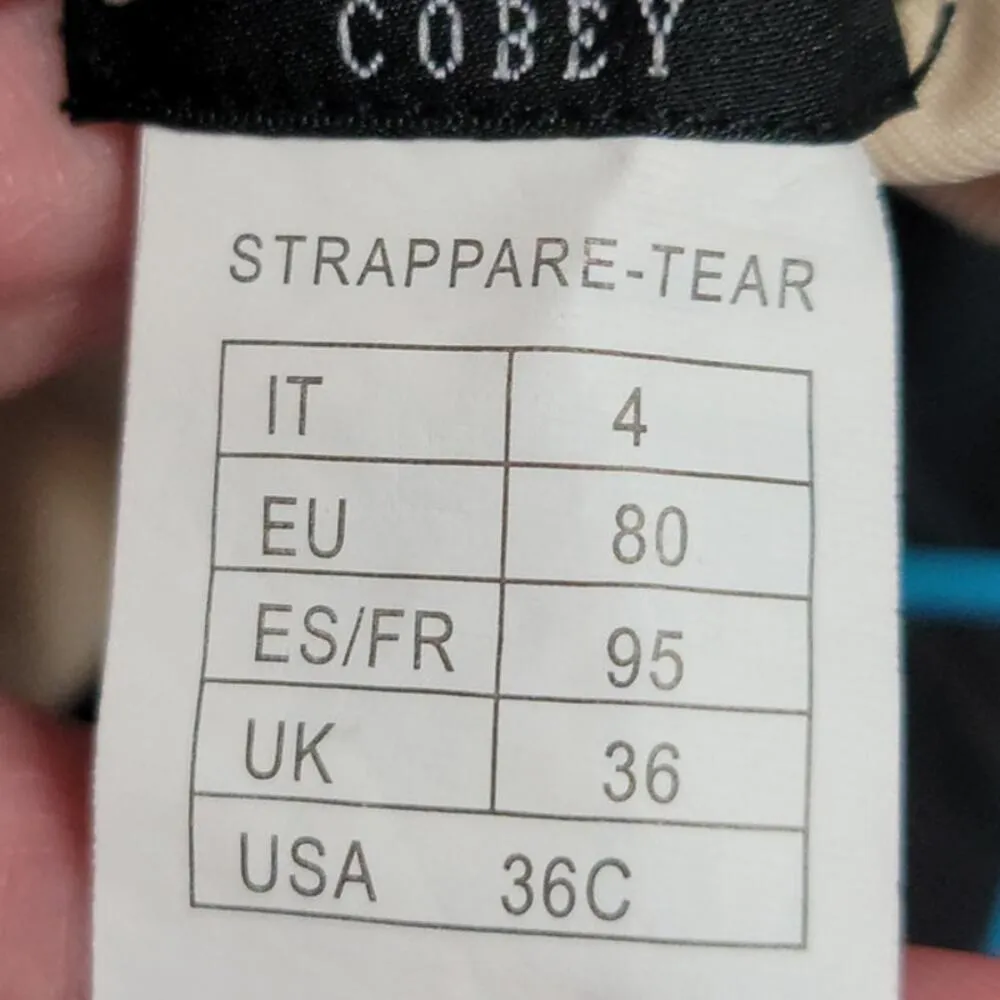 COBEY
STRAPPARE-TEAR
IT 4
EU 80
ES/FR 95
UK 36
USA 36C